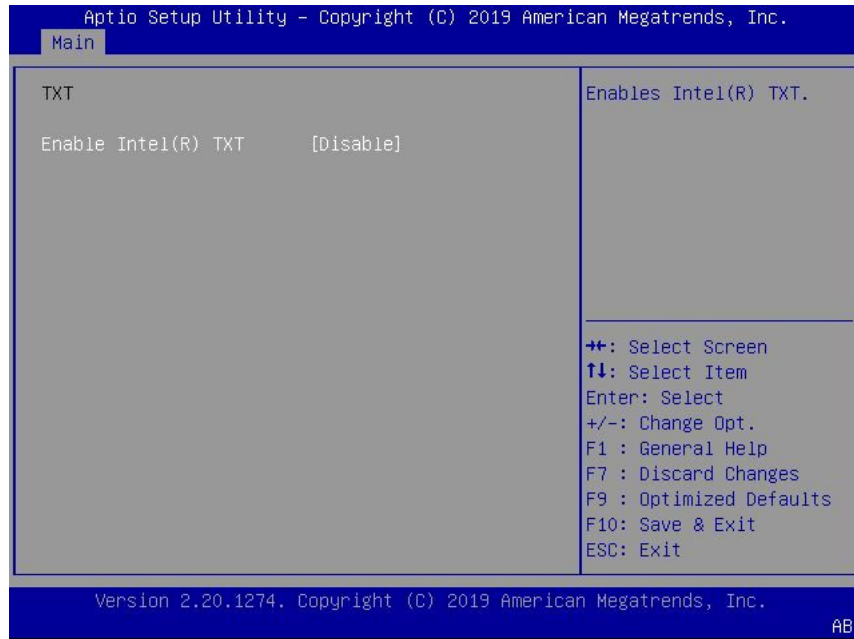 Aptio Setup Utility – Copyright (C) 2019 American Megatrends, Inc.
Main
TXT
Enable Intel(R) TXT [Disable]
Enables Intel(R) TXT.
→←: Select Screen
↑↓: Select Item
Enter: Select
+/-: Change Opt.
F1 : General Help
F7 : Discard Changes
F9 : Optimized Defaults
F10: Save & Exit
ESC: Exit
Version 2.20.1274. Copyright (C) 2019 American Megatrends, Inc.
AB